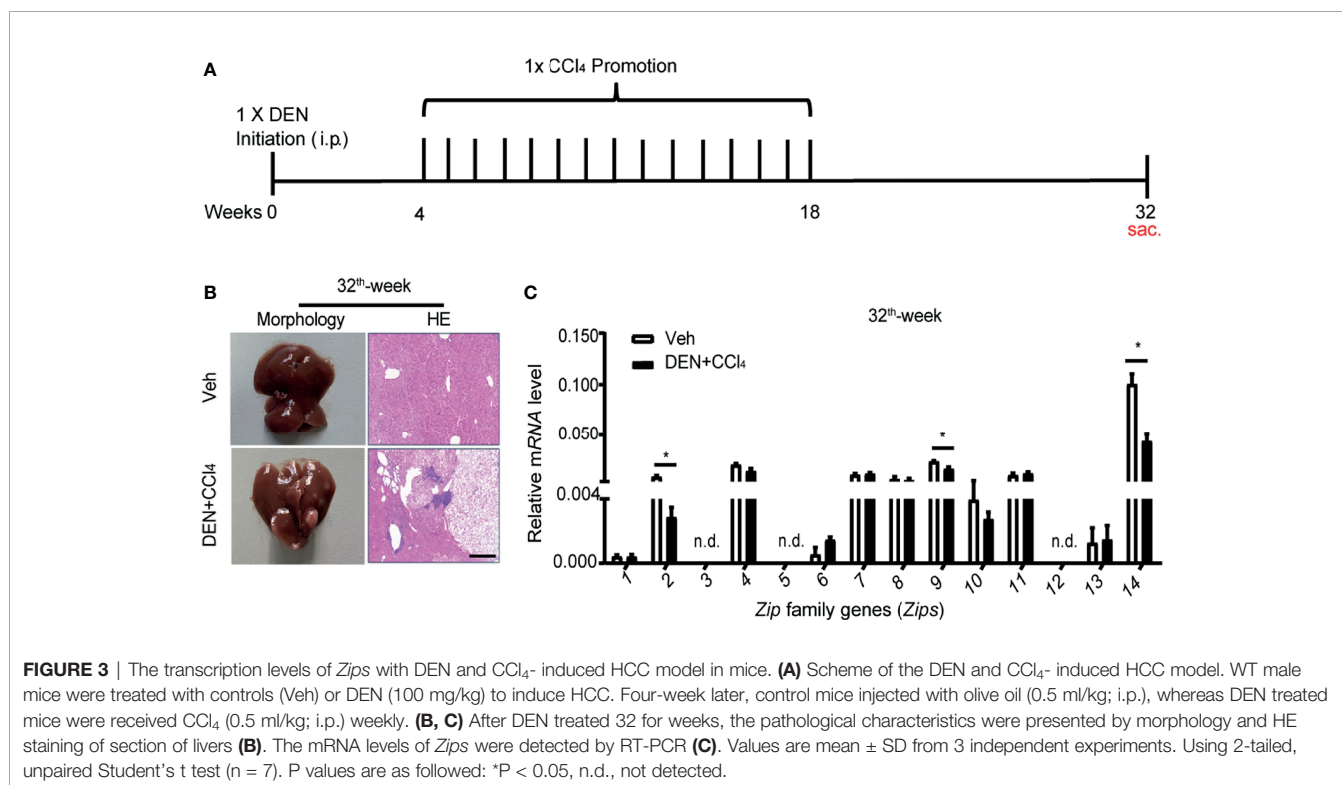 A
1x CCl₄ Promotion
1 X DEN
Initiation (i.p.)
Weeks 0
4
18
32
sac.
B
32th-week
Morphology
HE
Veh
DEN+CCl₄
C
32th-week
Veh
DEN+CCl₄
Relative mRNA level
0.150
0.100
0.050
0.004
0.000
*
n.d.
n.d.
*
n.d.
*
1 2 3 4 5 6 7 8 9 10 11 12 13 14
Zip family genes (Zips)
FIGURE 3 | The transcription levels of Zips with DEN and CCl₄- induced HCC model in mice. (A) Scheme of the DEN and CCl₄- induced HCC model. WT male
mice were treated with controls (Veh) or DEN (100 mg/kg) to induce HCC. Four-week later, control mice injected with olive oil (0.5 ml/kg; i.p.), whereas DEN treated
mice were received CCl₄ (0.5 ml/kg; i.p.) weekly. (B, C) After DEN treated 32 for weeks, the pathological characteristics were presented by morphology and HE
staining of section of livers (B). The mRNA levels of Zips were detected by RT-PCR (C). Values are mean ± SD from 3 independent experiments. Using 2-tailed,
unpaired Student's t test (n = 7). P values are as followed: *P < 0.05, n.d., not detected.